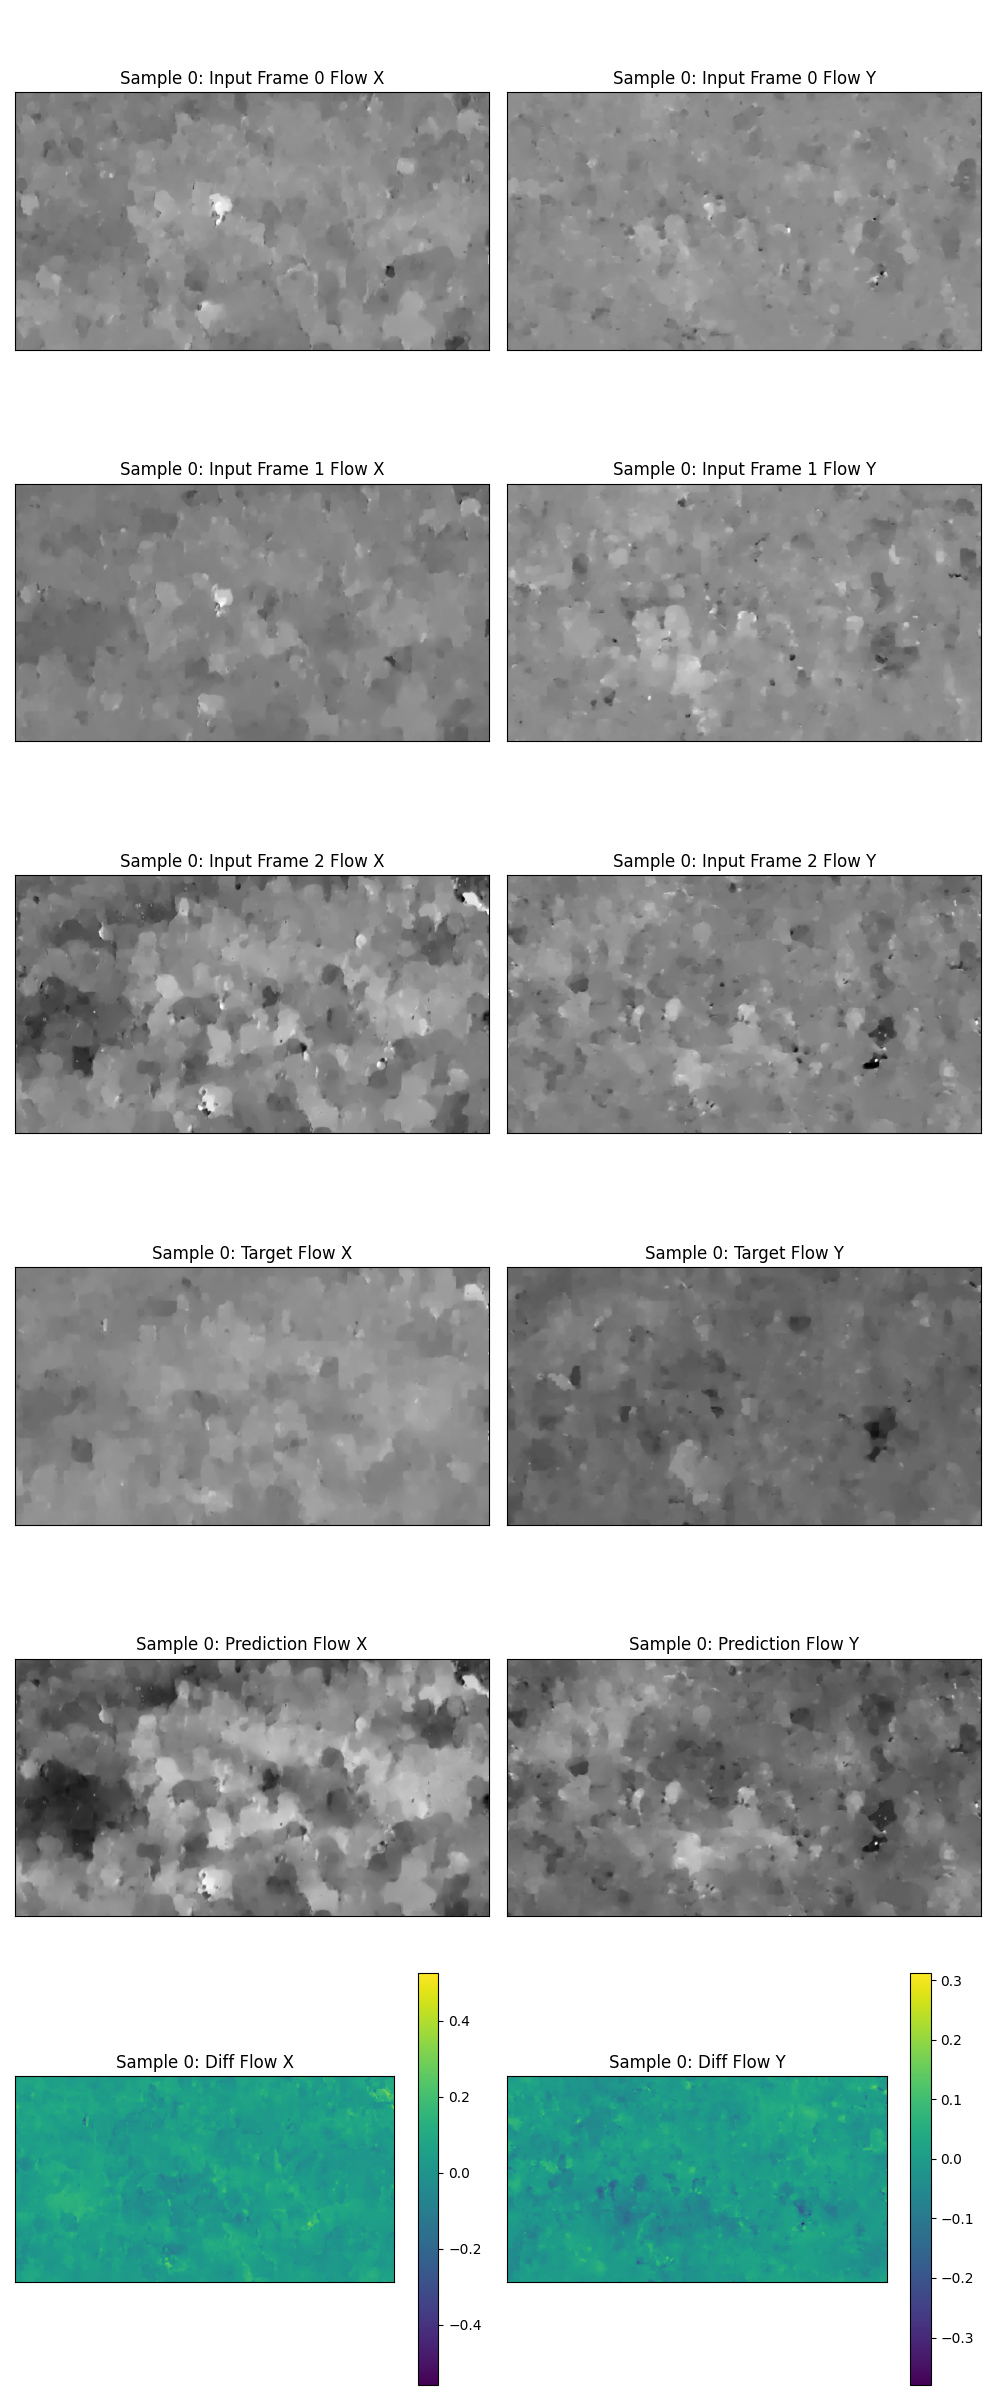 Sample 0: Input Frame 0 Flow X
Sample 0: Input Frame 0 Flow Y
Sample 0: Input Frame 1 Flow X
Sample 0: Input Frame 1 Flow Y
Sample 0: Input Frame 2 Flow X
Sample 0: Input Frame 2 Flow Y
Sample 0: Target Flow X
Sample 0: Target Flow Y
Sample 0: Prediction Flow X
Sample 0: Prediction Flow Y
Sample 0: Diff Flow X
0.4
0.2
0.0
−0.2
−0.4
Sample 0: Diff Flow Y
0.3
0.2
0.1
0.0
−0.1
−0.2
−0.3